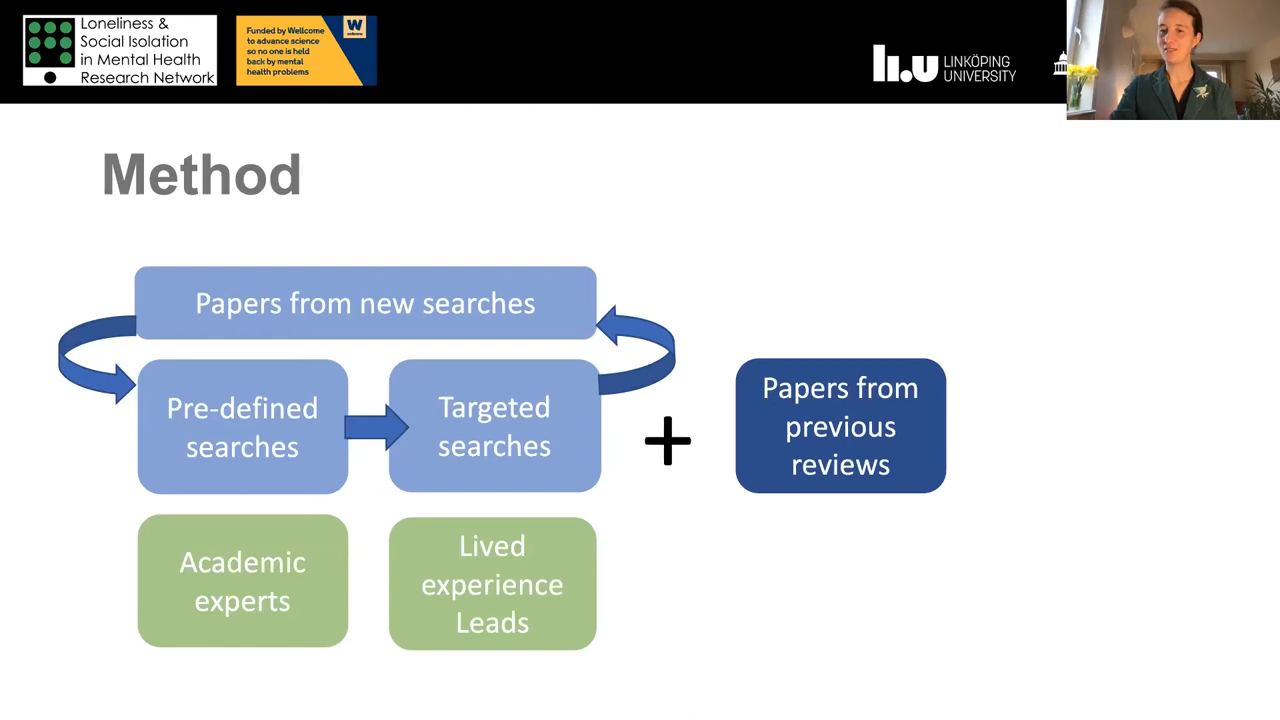 Loneliness &
Social Isolation
in Mental Health
Research Network
Funded by Wellcome
to advance science
so no one is held
back by mental
health problems
W
li.u LINKÖPING
UNIVERSITY
Method
Papers from new searches
Pre-defined
searches
Targeted
searches
+
Papers from
previous
reviews
Academic
experts
Lived
experience
Leads